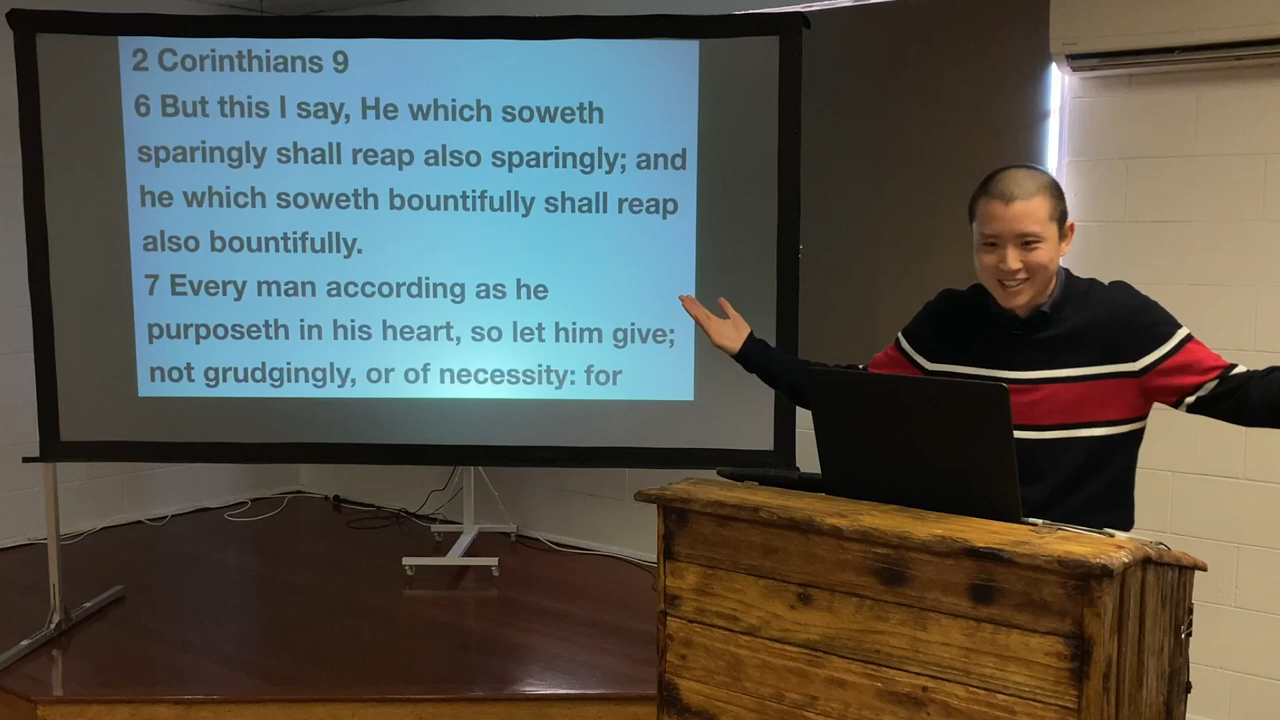 2 Corinthians 9
6 But this I say, He which soweth
sparingly shall reap also sparingly; and
he which soweth bountifully shall reap
also bountifully.
7 Every man according as he
purposeth in his heart, so let him give;
not grudgingly, or of necessity: for